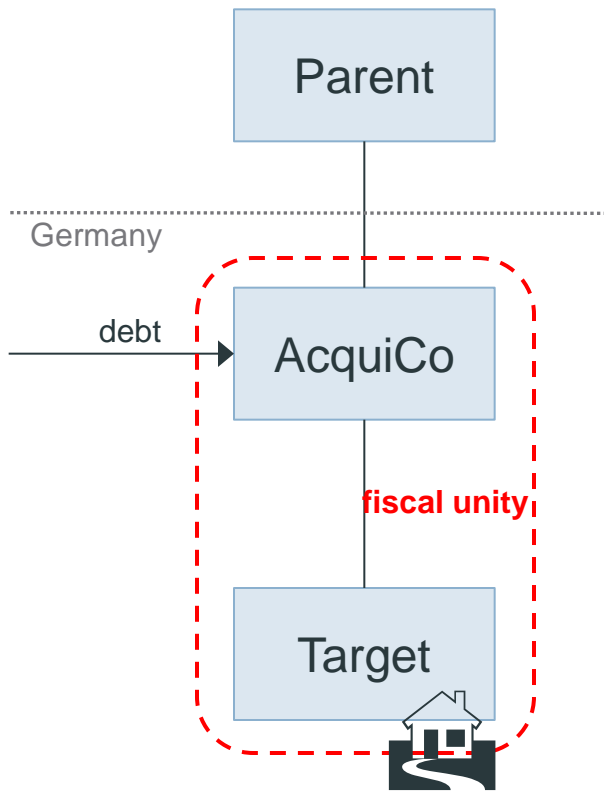 Parent
Germany
debt
AcquiCo
fiscal unity
Target